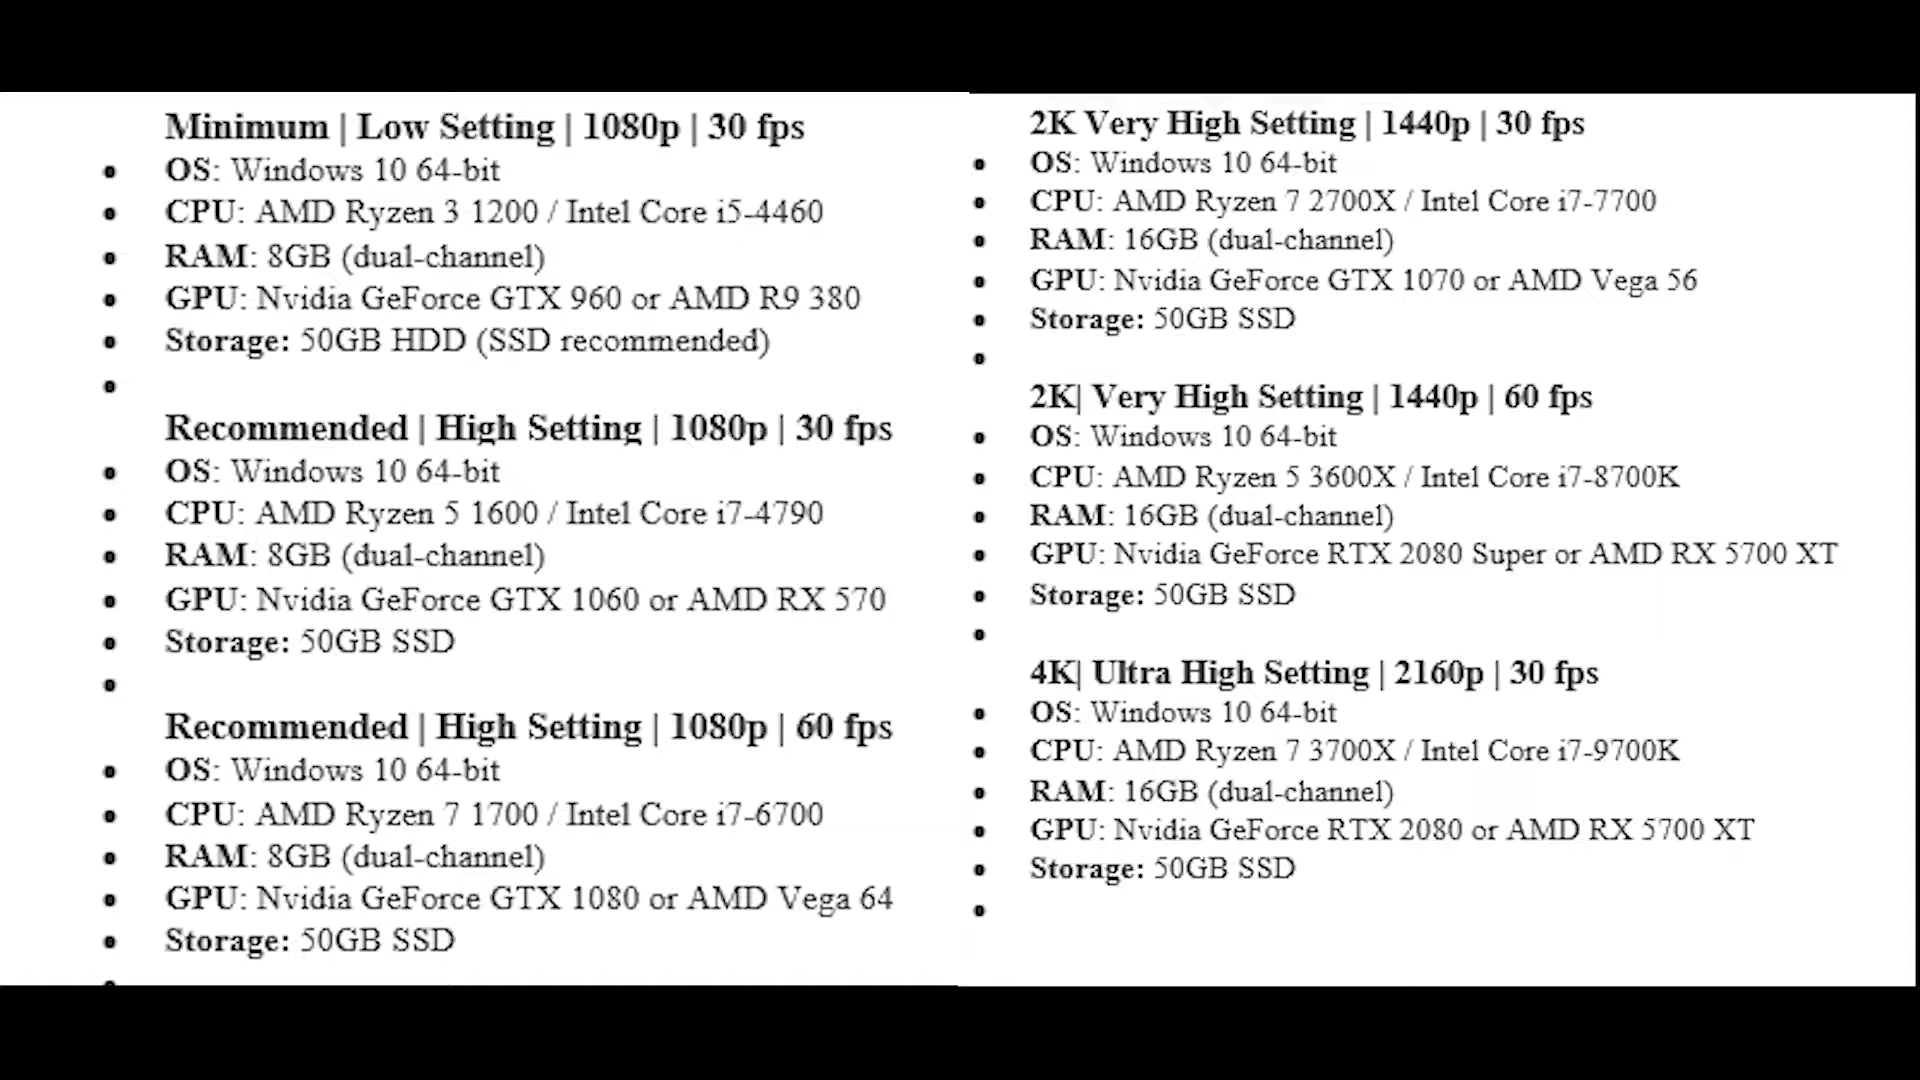 Minimum | Low Setting | 1080p | 30 fps
OS: Windows 10 64-bit
CPU: AMD Ryzen 3 1200 / Intel Core i5-4460
RAM: 8GB (dual-channel)
GPU: Nvidia GeForce GTX 960 or AMD R9 380
Storage: 50GB HDD (SSD recommended)
Recommended | High Setting | 1080p | 30 fps
OS: Windows 10 64-bit
CPU: AMD Ryzen 5 1600 / Intel Core i7-4790
RAM: 8GB (dual-channel)
GPU: Nvidia GeForce GTX 1060 or AMD RX 570
Storage: 50GB SSD
Recommended | High Setting | 1080p | 60 fps
OS: Windows 10 64-bit
CPU: AMD Ryzen 7 1700 / Intel Core i7-6700
RAM: 8GB (dual-channel)
GPU: Nvidia GeForce GTX 1080 or AMD Vega 64
Storage: 50GB SSD
2K Very High Setting | 1440p | 30 fps
OS: Windows 10 64-bit
CPU: AMD Ryzen 7 2700X / Intel Core i7-7700
RAM: 16GB (dual-channel)
GPU: Nvidia GeForce GTX 1070 or AMD Vega 56
Storage: 50GB SSD
2K| Very High Setting | 1440p | 60 fps
OS: Windows 10 64-bit
CPU: AMD Ryzen 5 3600X / Intel Core i7-8700K
RAM: 16GB (dual-channel)
GPU: Nvidia GeForce RTX 2080 Super or AMD RX 5700 XT
Storage: 50GB SSD
4K| Ultra High Setting | 2160p | 30 fps
OS: Windows 10 64-bit
CPU: AMD Ryzen 7 3700X / Intel Core i7-9700K
RAM: 16GB (dual-channel)
GPU: Nvidia GeForce RTX 2080 or AMD RX 5700 XT
Storage: 50GB SSD